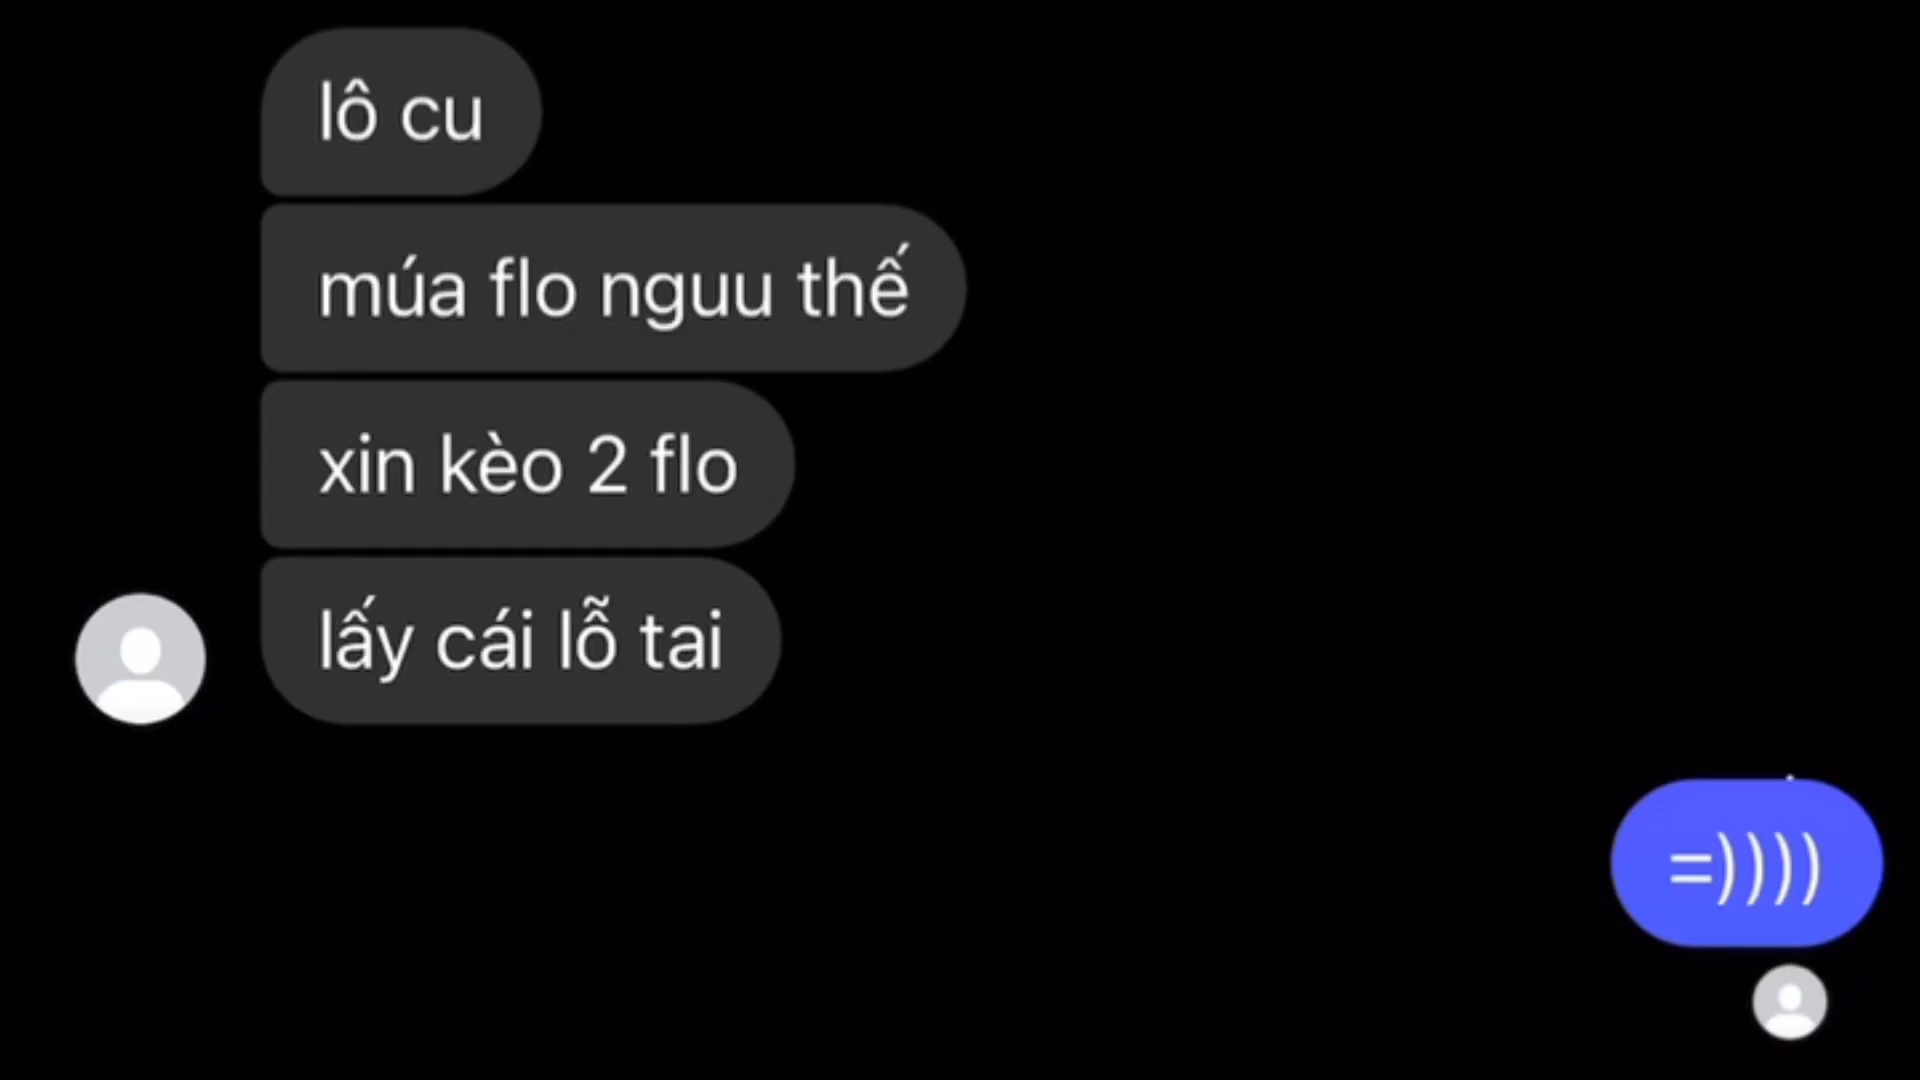 lô cu
múa flo nguu thế
xin kèo 2 flo
lấy cái lỗ tai
=))))